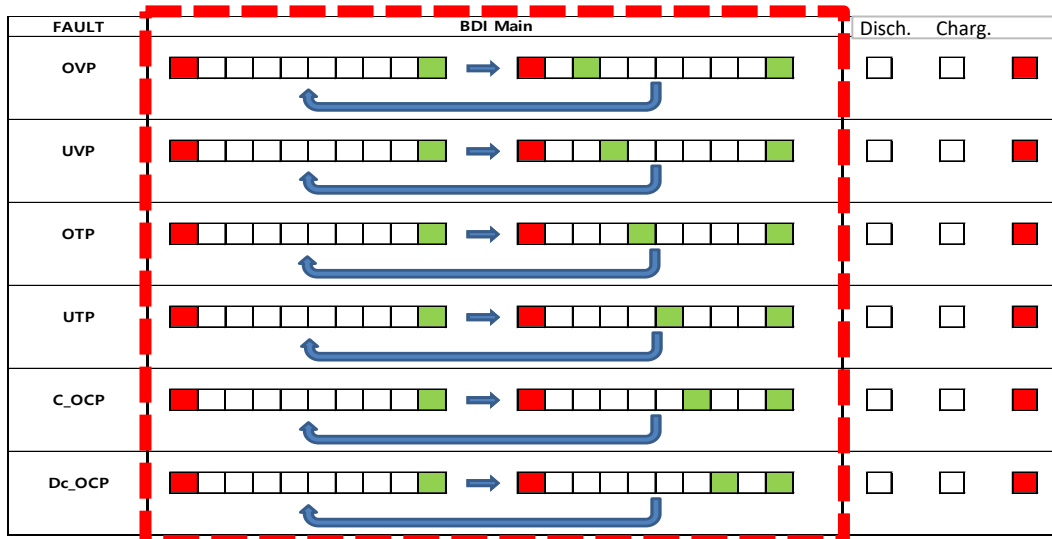 FAULT BDI Main Disch. Charg.
OVP
UVP
OTP
UTP
C_OCP
Dc_OCP